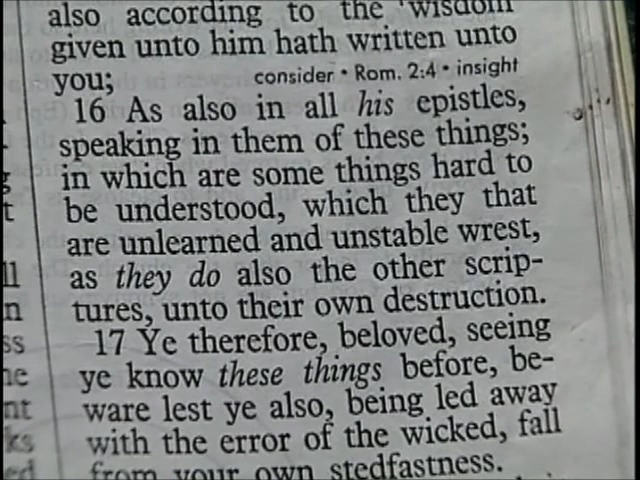 also according to the 'wisdom
given unto him hath written unto
you; consider • Rom. 2:4 • insight
16 As also in all his epistles,
speaking in them of these things;
in which are some things hard to
be understood, which they that
are unlearned and unstable wrest,
as they do also the other scrip-
tures, unto their own destruction.
17 Ye therefore, beloved, seeing
ye know these things before, be-
ware lest ye also, being led away
with the error of the wicked, fall
from your own stedfastness.